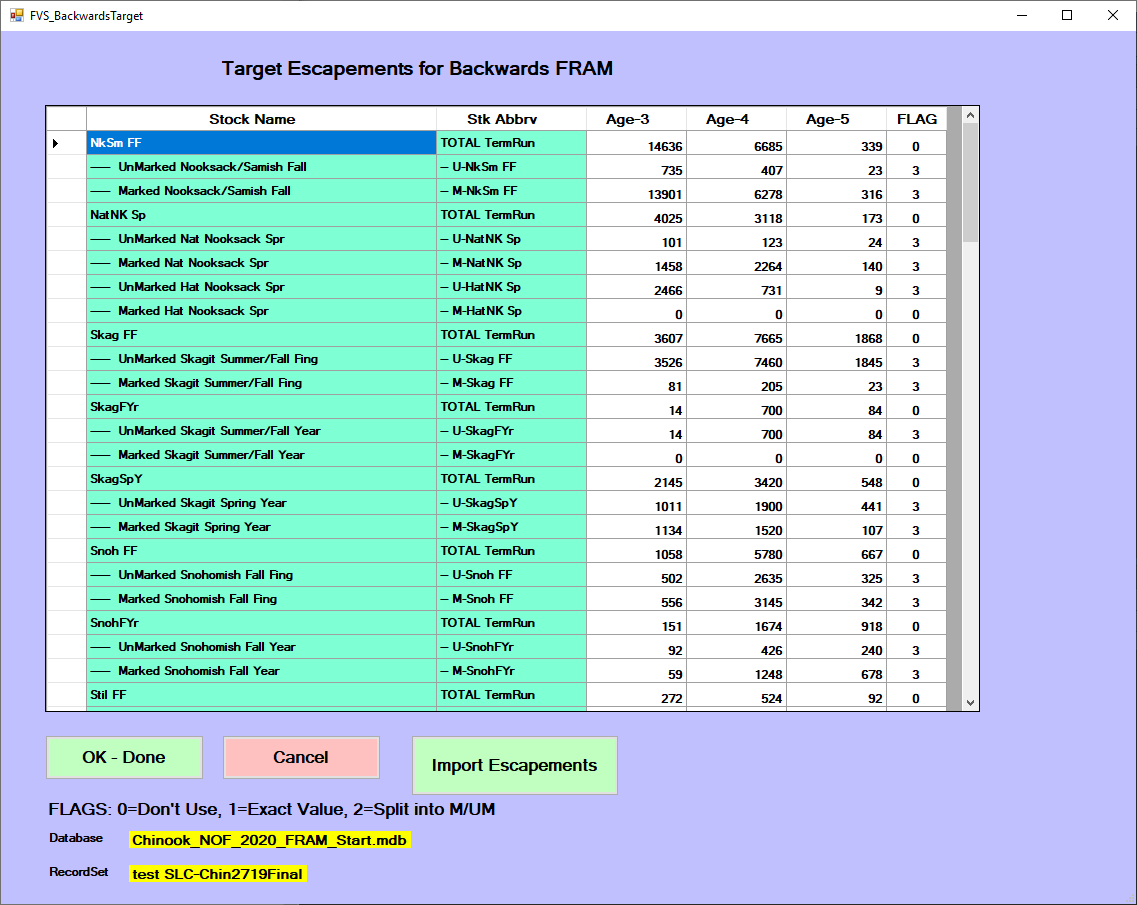 FVS_BackwardsTarget
Target Escapements for Backwards FRAM
Stock Name Stk Abbrv Age-3 Age-4 Age-5 FLAG
NkSm FF TOTAL TermRun 14636 6685 339 0
----- UnMarked Nooksack/Samish Fall -- U-NkSm FF 735 407 23 3
----- Marked Nooksack/Samish Fall -- M-NkSm FF 13901 6278 316 3
NatNK Sp TOTAL TermRun 4025 3118 173 0
----- UnMarked Nat Nooksack Spr -- U-NatNK Sp 101 123 24 3
----- Marked Nat Nooksack Spr -- M-NatNK Sp 1458 2264 140 3
----- UnMarked Hat Nooksack Spr -- U-HatNK Sp 2466 731 9 3
----- Marked Hat Nooksack Spr -- M-HatNK Sp 0 0 0 0
Skag FF TOTAL TermRun 3607 7665 1868 0
----- UnMarked Skagit Summer/Fall Fing -- U-Skag FF 3526 7460 1845 3
----- Marked Skagit Summer/Fall Fing -- M-Skag FF 81 205 23 3
SkagFYr TOTAL TermRun 14 700 84 0
----- UnMarked Skagit Summer/Fall Year -- U-SkagFYr 14 700 84 3
----- Marked Skagit Summer/Fall Year -- M-SkagFYr 0 0 0 0
SkagSpY TOTAL TermRun 2145 3420 548 0
----- UnMarked Skagit Spring Year -- U-SkagSpY 1011 1900 441 3
----- Marked Skagit Spring Year -- M-SkagSpY 1134 1520 107 3
Snoh FF TOTAL TermRun 1058 5780 667 0
----- UnMarked Snohomish Fall Fing -- U-Snoh FF 502 2635 325 3
----- Marked Snohomish Fall Fing -- M-Snoh FF 556 3145 342 3
SnohFYr TOTAL TermRun 151 1674 918 0
----- UnMarked Snohomish Fall Year -- U-SnohFYr 92 426 240 3
----- Marked Snohomish Fall Year -- M-SnohFYr 59 1248 678 3
Stil FF TOTAL TermRun 272 524 92 0
OK - Done Cancel Import Escapements
FLAGS: 0=Don't Use, 1=Exact Value, 2=Split into M/UM
Database Chinook_NOF_2020_FRAM_Start.mdb
RecordSet test SLC-Chin2719Final